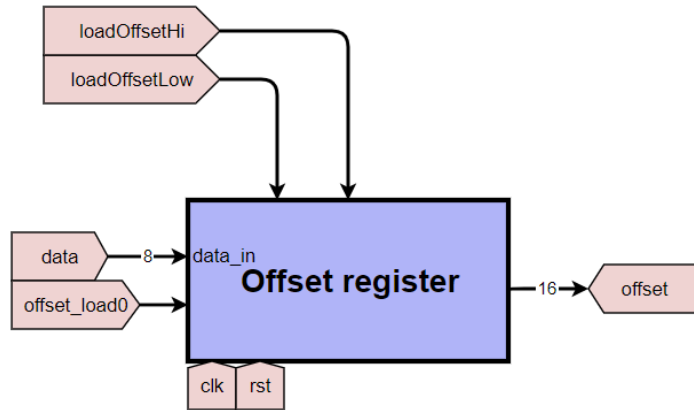 loadOffsetHi
loadOffsetLow
data
8
data_in
Offset register
16
offset
offset_load0
clk
rst